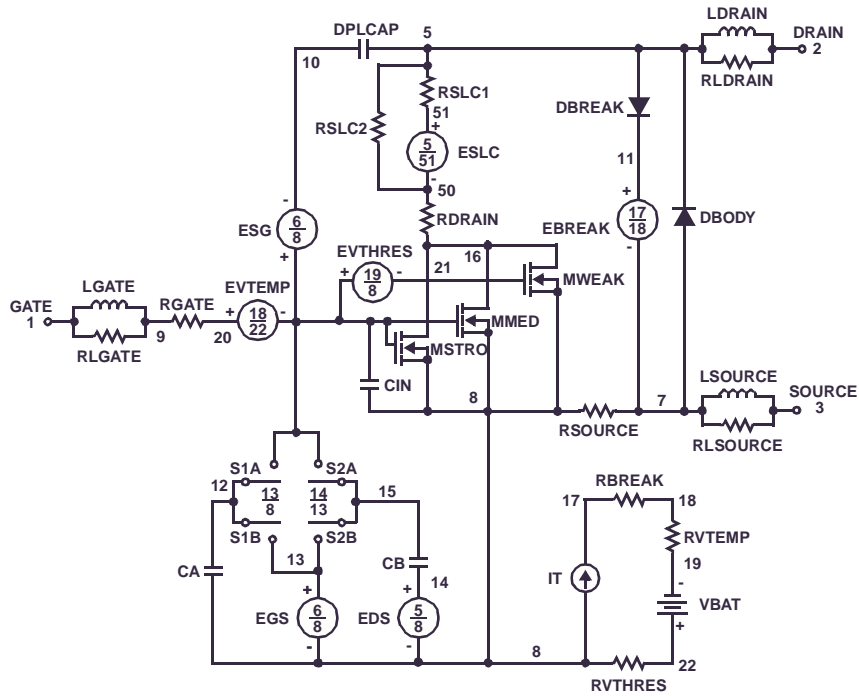 LDRAIN
DPLCAP 5 DRAIN
10 2
RSLC1 RLDRAIN
51 DBREAK
RSLC2 +
5
51 ESLC
11
- 50 +
- 17
18
6
8 RDRAIN EBREAK DBODY
ESG -
+ EVTHRES 16
+ 19
8 - 21 MWEAK
LGATE EVTEMP
GATE RGATE + 18
22 - MMED
1 9 20 MSTRO
RLGATE
CIN LSOURCE
8 7 SOURCE
3
RSOURCE RLSOURCE
S1A S2A RBREAK
12 13
8 14
13 15 17 18
S1B S2B RVTEMP
13 CB 19
CA IT -
+ + 14
EGS 6
8 EDS 5
8 VBAT
- - +
8 22
RVTHRES